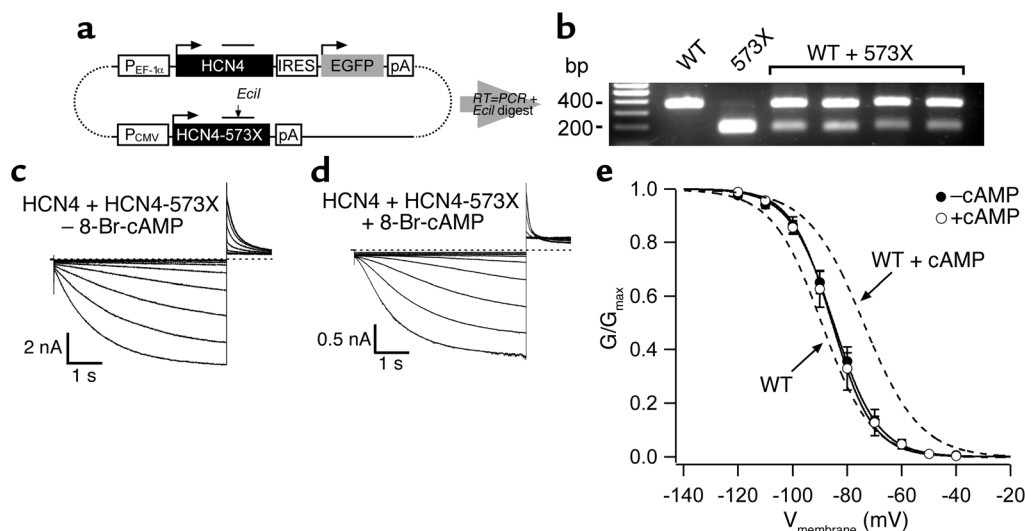 a
P_EF-1α HCN4 IRES EGFP pA
EciI
P_CMV HCN4-573X pA
RT=PCR +
EciI digest
b
WT 573X WT + 573X
bp
400
200
c
HCN4 + HCN4-573X
– 8-Br-cAMP
2 nA
1 s
d
HCN4 + HCN4-573X
+ 8-Br-cAMP
0.5 nA
1 s
e
–cAMP
+cAMP
WT + cAMP
WT
G/G_max
1.0
0.8
0.6
0.4
0.2
0.0
-140 -120 -100 -80 -60 -40 -20
V_membrane (mV)